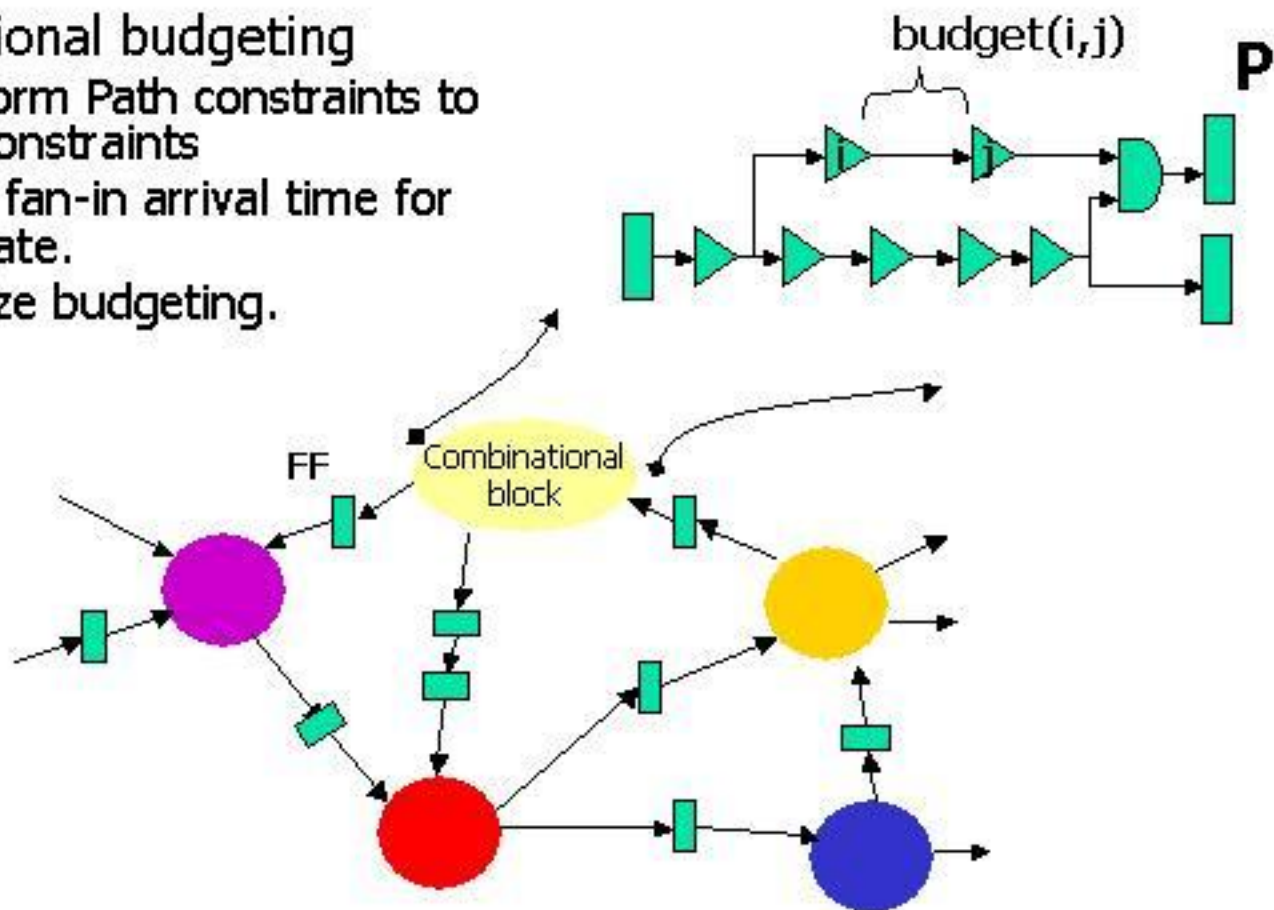 ional budgeting
orm Path constraints to
onstraints
fan-in arrival time for
ate.
ze budgeting.
budget(i,j)
P
i
j
FF
Combinational
block